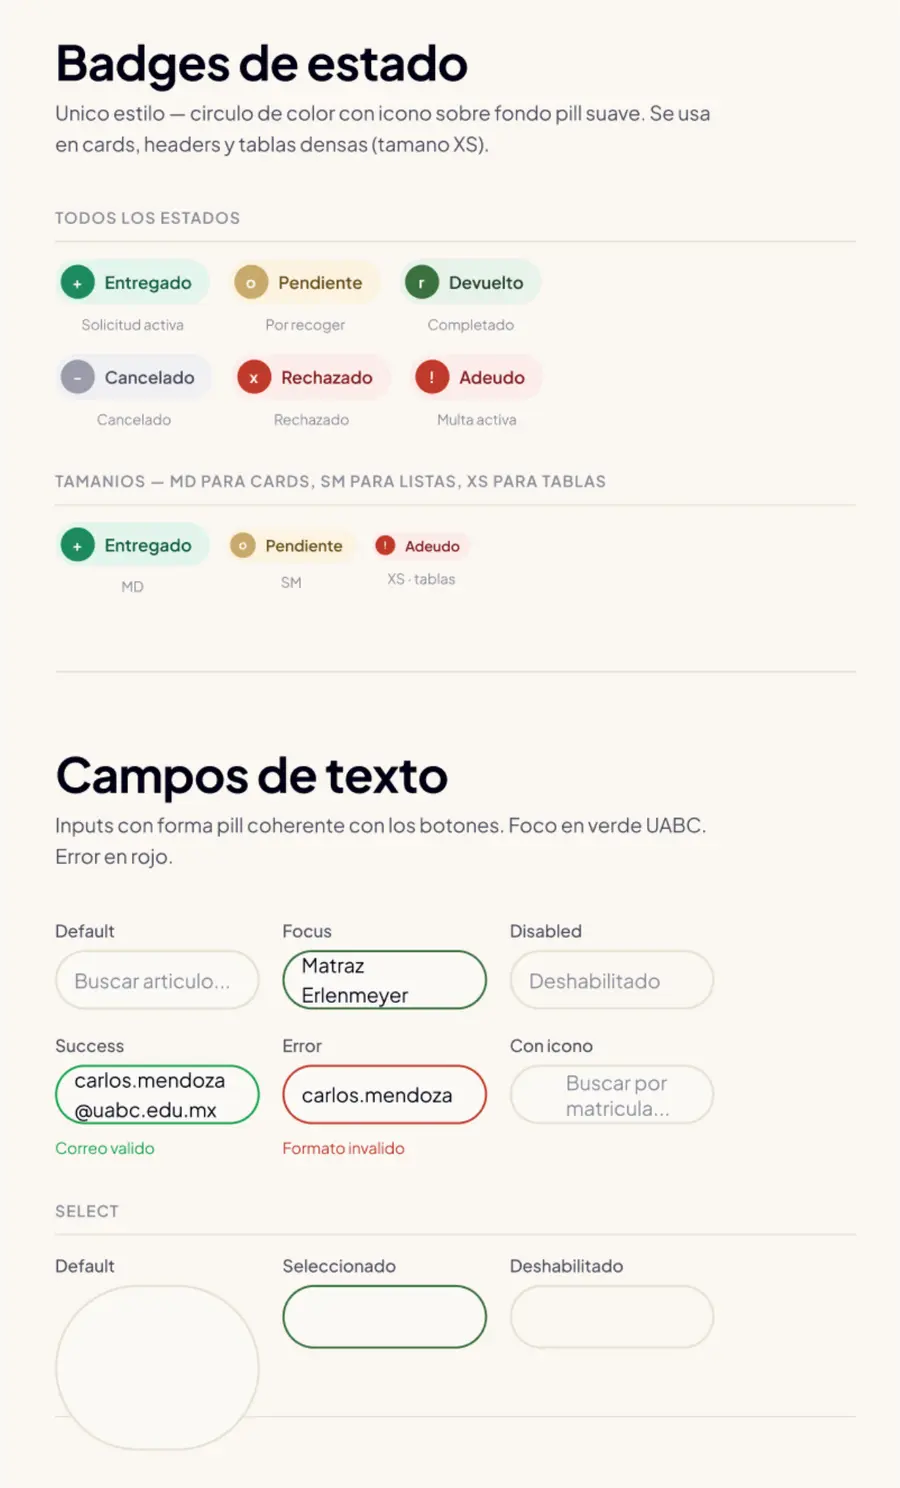 Badges de estado
Unico estilo — circulo de color con icono sobre fondo pill suave. Se usa
en cards, headers y tablas densas (tamano XS).
TODOS LOS ESTADOS
+ Entregado
o Pendiente
r Devuelto
Solicitud activa
Por recoger
Completado
- Cancelado
x Rechazado
! Adeudo
Cancelado
Rechazado
Multa activa
TAMANIOS — MD PARA CARDS, SM PARA LISTAS, XS PARA TABLAS
+ Entregado
o Pendiente
! Adeudo
MD
SM
XS · tablas
Campos de texto
Inputs con forma pill coherente con los botones. Foco en verde UABC.
Error en rojo.
Default
Focus
Disabled
Buscar articulo...
Matraz
Erlenmeyer
Deshabilitado
Success
Error
Con icono
carlos.mendoza
@uabc.edu.mx
carlos.mendoza
Buscar por
matricula...
Correo valido
Formato invalido
SELECT
Default
Seleccionado
Deshabilitado